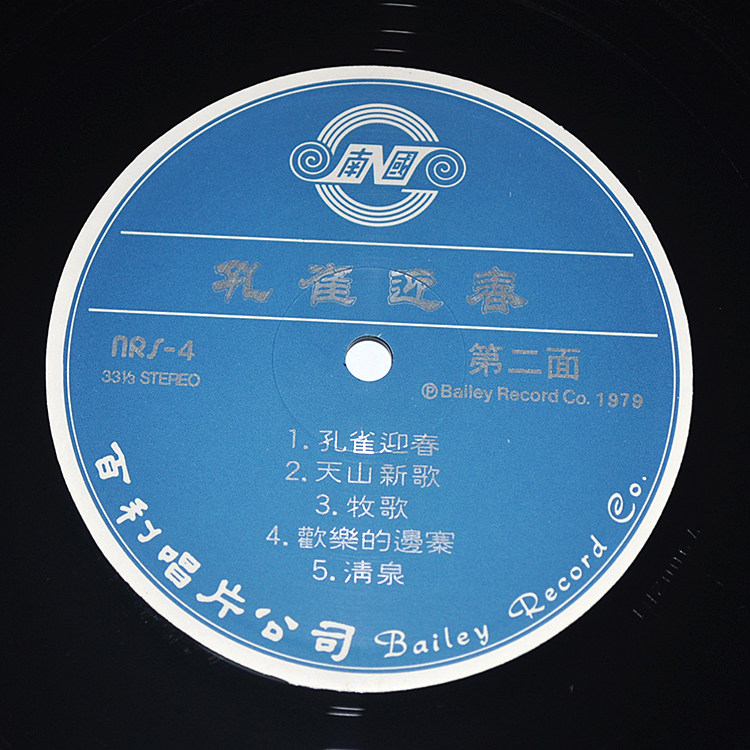 南國
孔雀迎春
NRS-4
33⅓ STEREO
第二面
℗Bailey Record Co. 1979
1. 孔雀迎春
2. 天山新歌
3. 牧歌
4. 歡樂的邊寨
5. 清泉
百利唱片公司 Bailey Record Co.